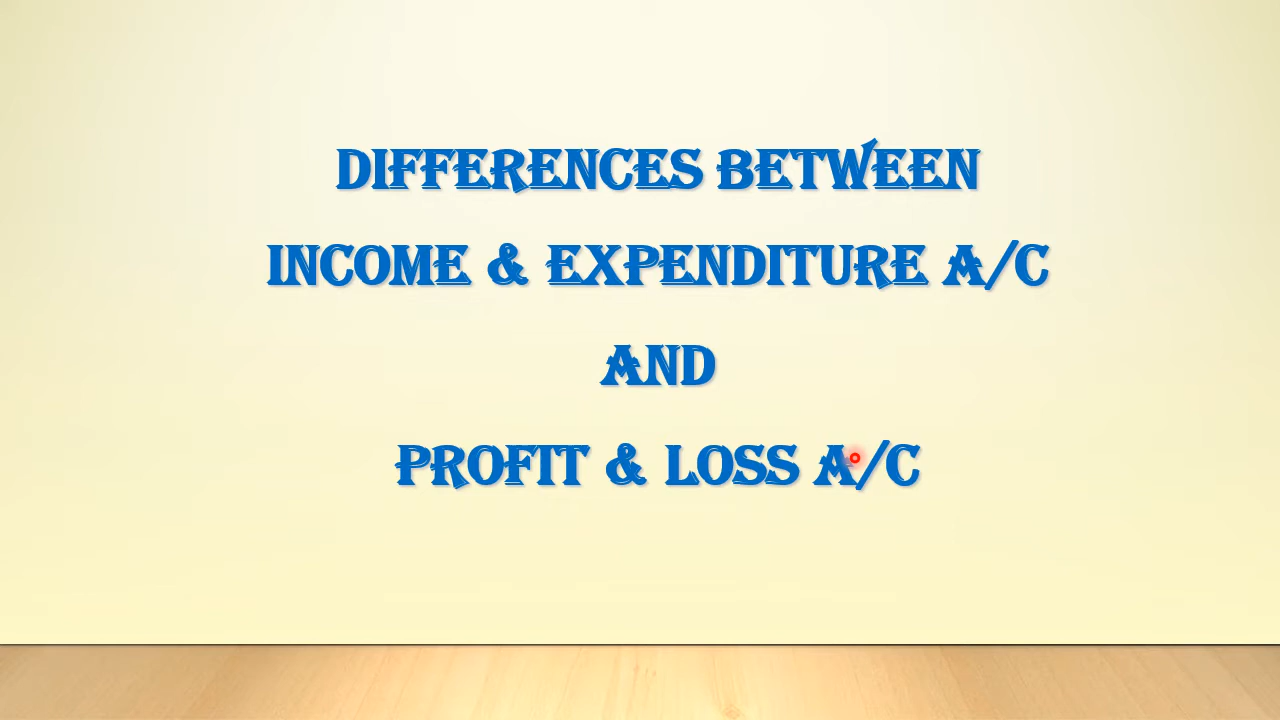 DIFFERENCES BETWEEN
INCOME & EXPENDITURE A/C
AND
PROFIT & LOSS A/C